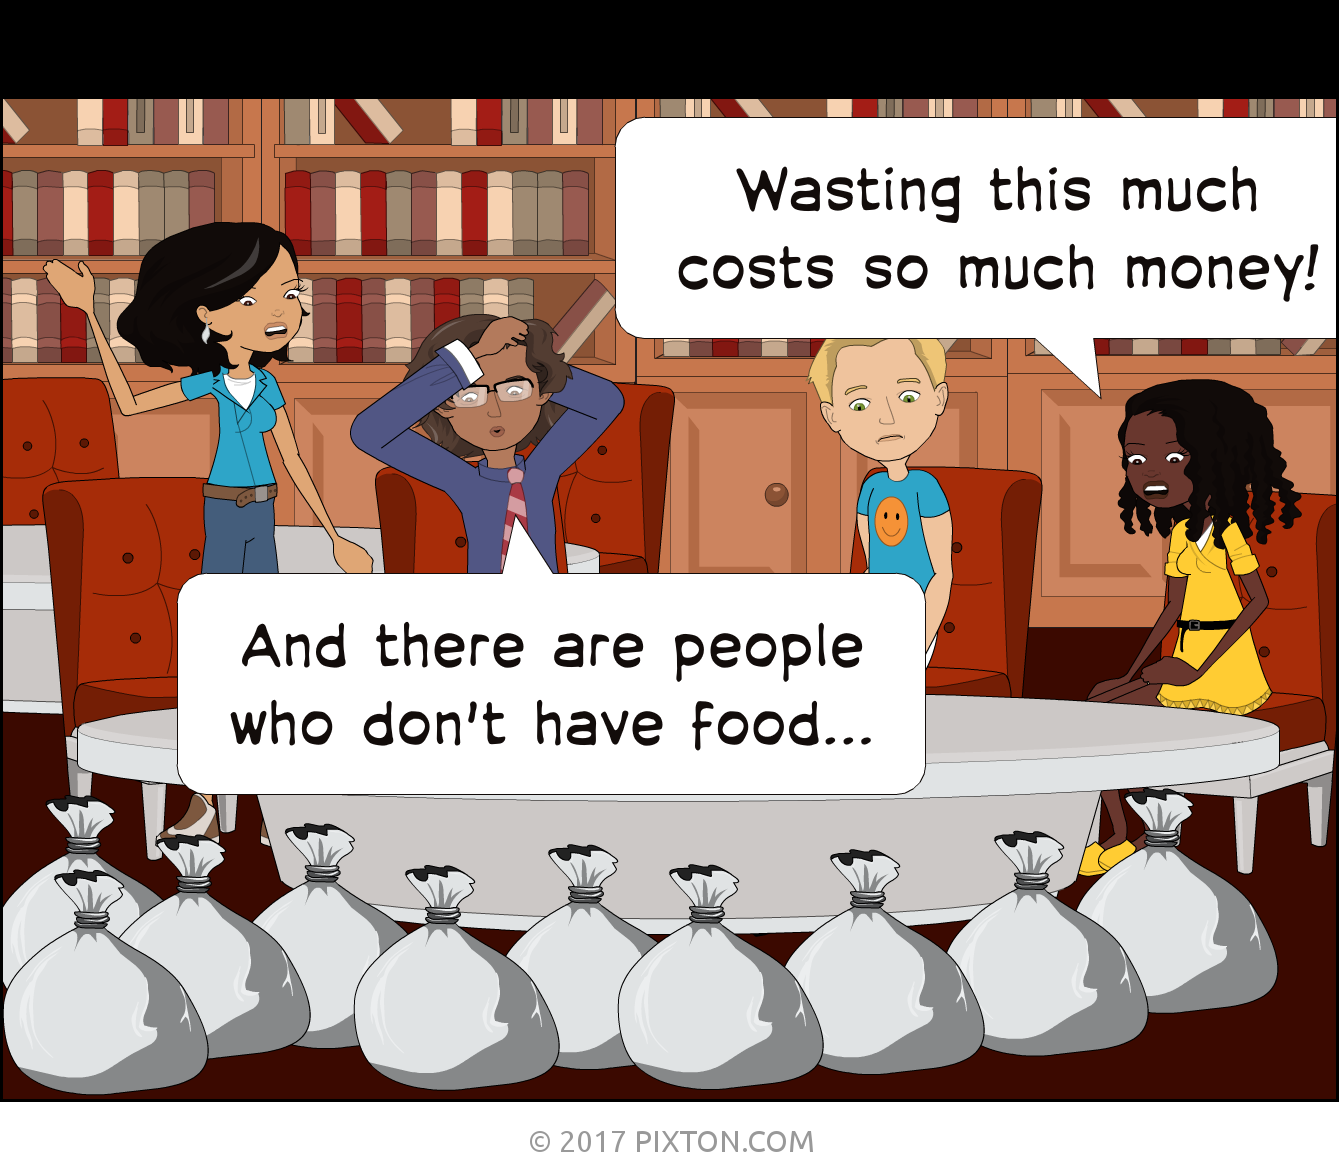 Wasting this much
costs so much money!
And there are people
who don't have food...
© 2017 PIXTON.COM